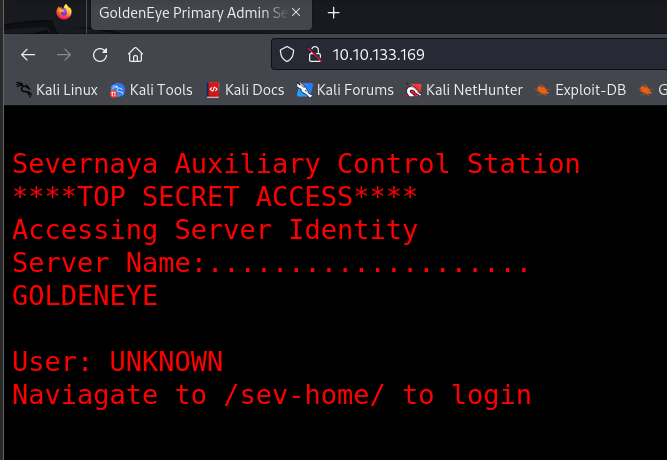 GoldenEye Primary Admin Se
10.10.133.169
Kali Linux Kali Tools Kali Docs Kali Forums Kali NetHunter Exploit-DB G
Severnaya Auxiliary Control Station
****TOP SECRET ACCESS****
Accessing Server Identity
Server Name:....................
GOLDENEYE
User: UNKNOWN
Naviagate to /sev-home/ to login